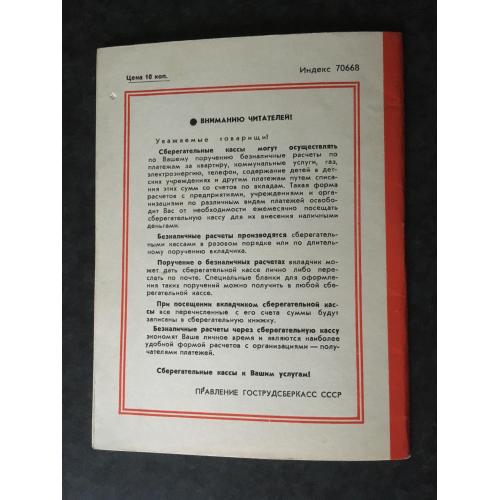 Цена 10 коп.
Индекс 70668
● ВНИМАНИЮ ЧИТАТЕЛЕЙ!
Уважаемые товарищи!
Сберегательные кассы могут осуществлять
по Вашему поручению безналичные расчеты по
платежам за квартиру, коммунальные услуги, газ,
электроэнергию, телефон, содержание детей в дет-
ских учреждениях и другим платежам путем списа-
ния этих сумм со счетов по вкладам. Такая форма
расчетов с предприятиями, учреждениями и орга-
низациями по различным видам платежей освобо-
дит Вас от необходимости ежемесячно посещать
сберегательную кассу для их внесения наличными
деньгами.
Безналичные расчеты производятся сберегатель-
ными кассами в разовом порядке или по длитель-
ному поручению вкладчика.
Поручение о безналичных расчетах вкладчик мо-
жет дать сберегательной кассе лично либо пере-
слать по почте. Специальные бланки для оформле-
ния таких поручений можно получить в любой сбе-
регательной кассе.
При посещении вкладчиком сберегательной кас-
сы все перечисленные с его счета суммы будут
записаны в сберегательную книжку.
Безналичные расчеты через сберегательную кассу
экономят Ваше личное время и являются наиболее
удобной формой расчетов с организациями — полу-
чателями платежей.
Сберегательные кассы к Вашим услугам!
ПРАВЛЕНИЕ ГОСТРУДСБЕРКАСС СССР